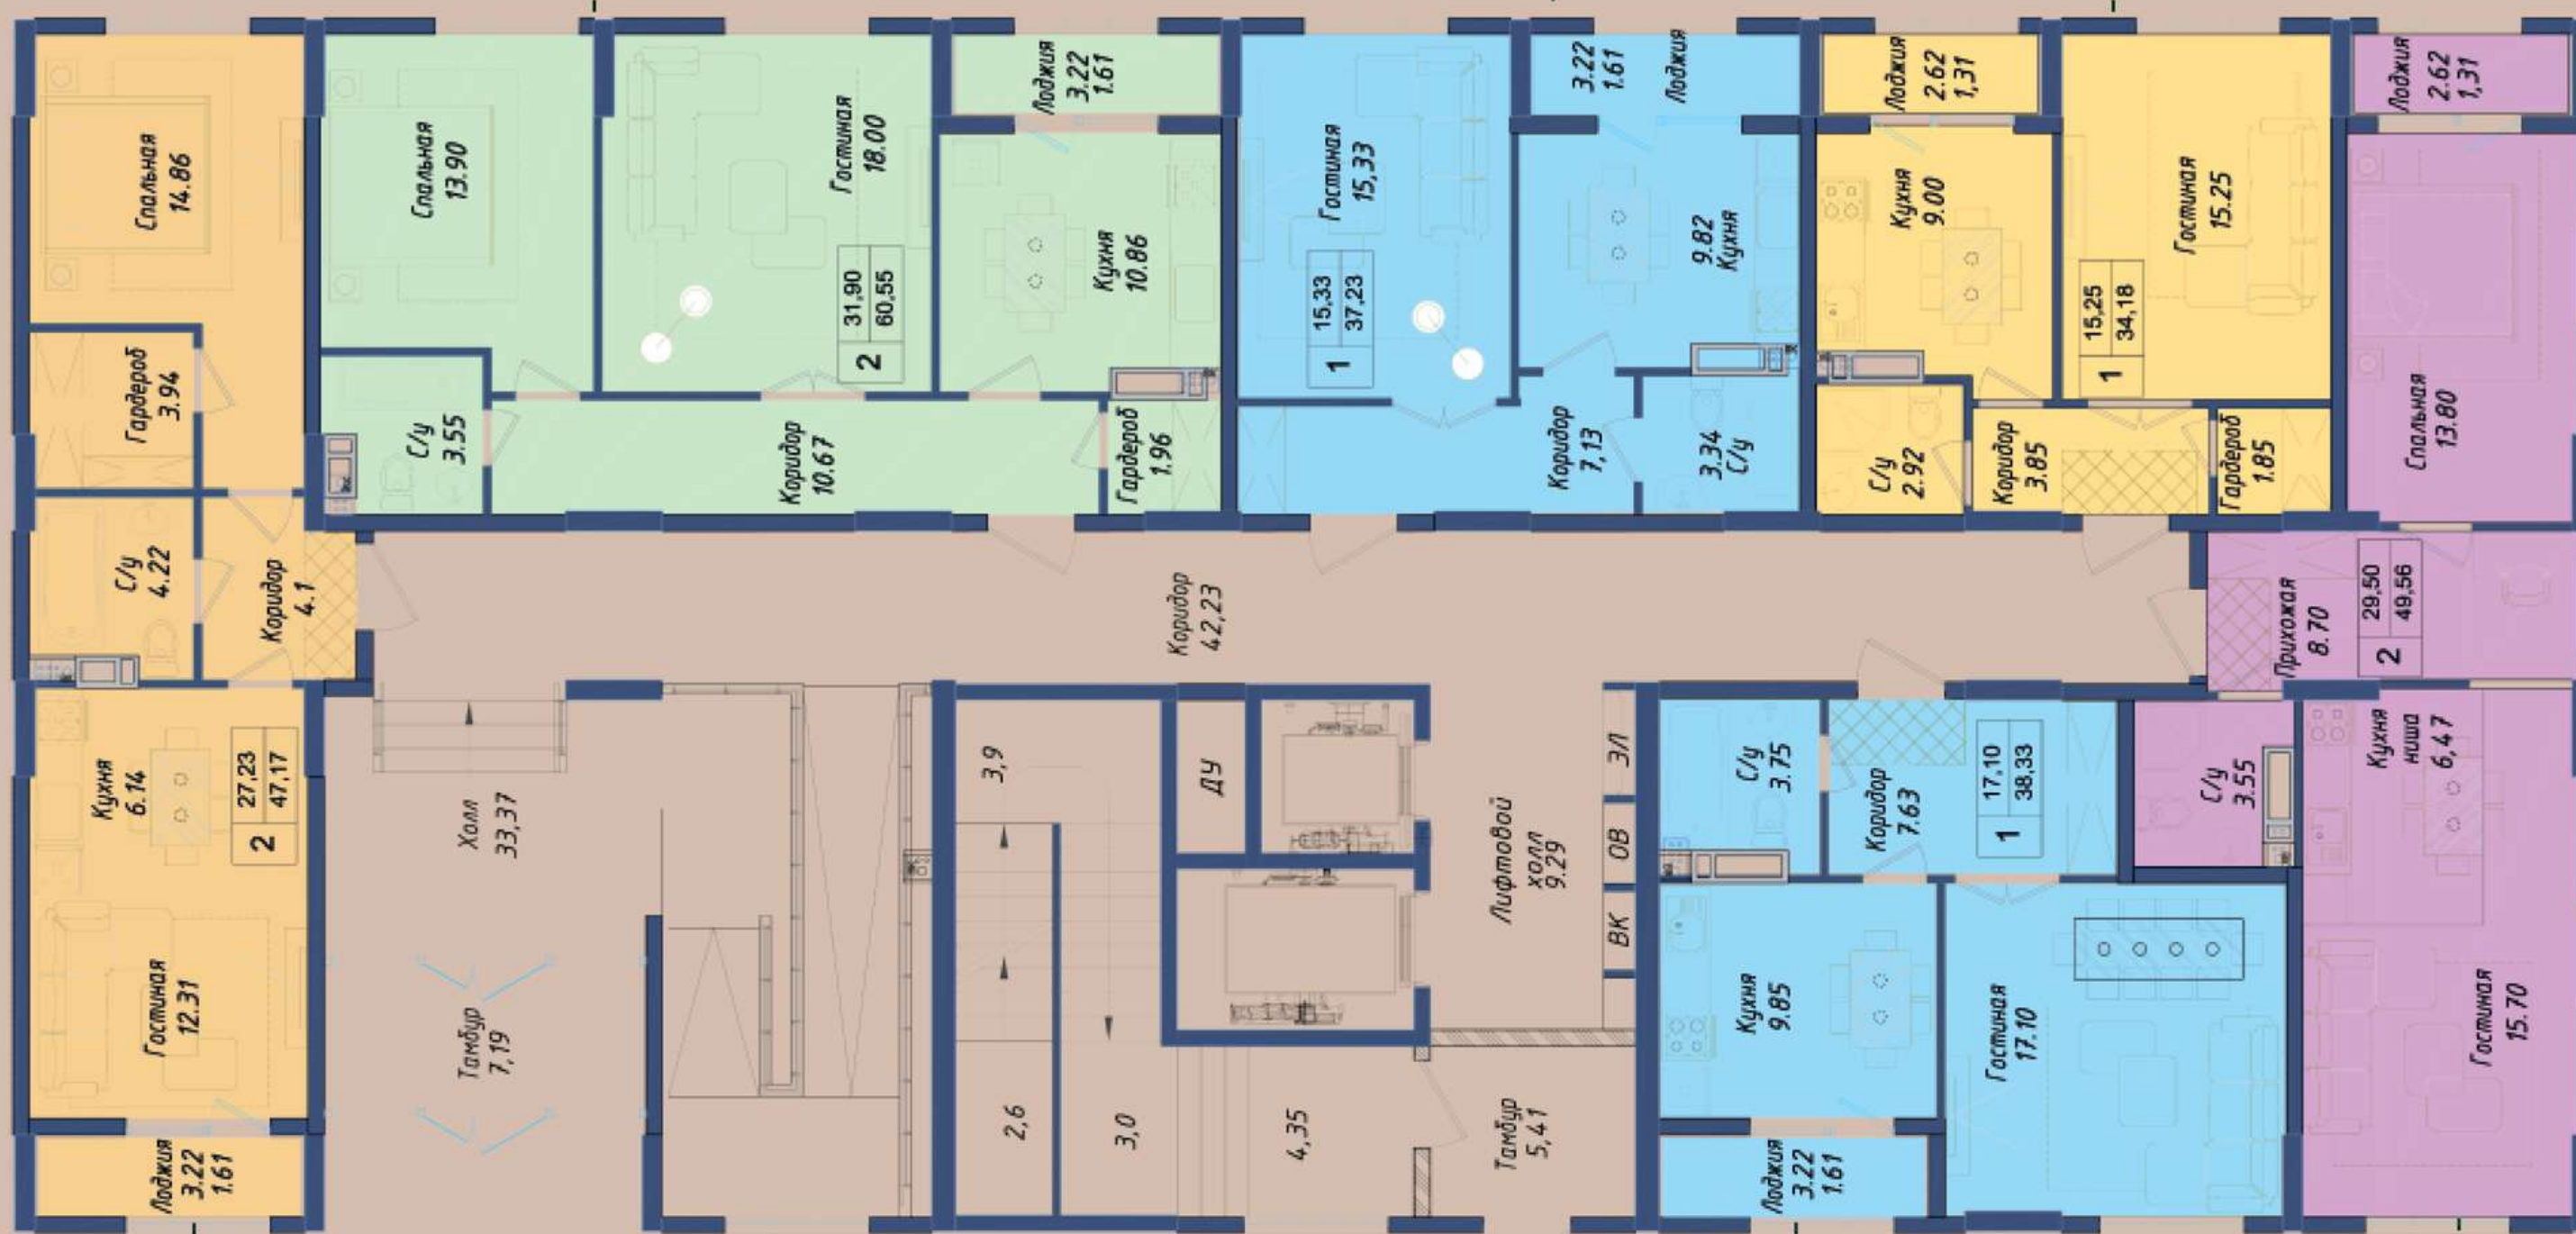 Спальная
14.86
Гардероб
3.94
С/у
4.22
Коридор
4.1
Кухня
6.14
27,23
47,17
2
Гостиная
12.31
Лоджия
3.22
1.61
Спальная
13.90
С/у
3.55
Гостиная
18.00
31,90
60,55
2
Коридор
10.67
Лоджия
3.22
1.61
Кухня
10.86
Гардероб
1.96
Гостиная
15,33
15,33
37,23
1
3.22
1.61
Лоджия
9.82
Кухня
Коридор
7,13
3.34
С/у
Лоджия
2.62
1,31
Кухня
9.00
С/у
2.92
Коридор
3.85
Гостиная
15.25
15,25
34,18
1
Гардероб
1.85
Лоджия
2.62
1,31
Спальная
13.80
Прихожая
8.70
29,50
49,56
2
С/у
3.55
Кухня
ниша
6,47
Гостиная
15.70
Коридор
42,23
Холл
33,37
Тамбур
7,19
3,9
2,6
3,0
4,35
ДУ
Лифтовой
холл
9.29
ЭЛ
ОВ
ВК
Тамбур
5,41
С/у
3.75
Коридор
7.63
17,10
38,33
1
Кухня
9.85
Гостиная
17.10
Лоджия
3.22
1.61